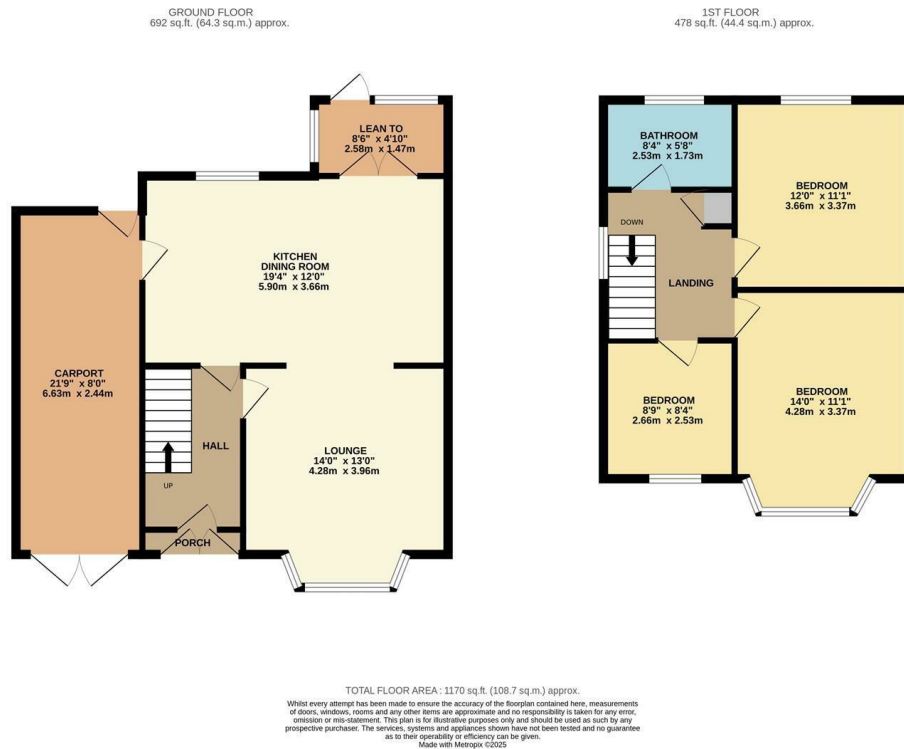 GROUND FLOOR
692 sq.ft. (64.3 sq.m.) approx.
1ST FLOOR
478 sq.ft. (44.4 sq.m.) approx.
LEAN TO
8'6" x 4'10"
2.58m x 1.47m
KITCHEN
DINING ROOM
19'4" x 12'0"
5.90m x 3.66m
CARPORT
21'9" x 8'0"
6.63m x 2.44m
HALL
UP
PORCH
LOUNGE
14'0" x 13'0"
4.28m x 3.96m
BATHROOM
8'4" x 5'8"
2.53m x 1.73m
BEDROOM
12'0" x 11'1"
3.66m x 3.37m
DOWN
LANDING
BEDROOM
8'9" x 8'4"
2.66m x 2.53m
BEDROOM
14'0" x 11'1"
4.28m x 3.37m
TOTAL FLOOR AREA : 1170 sq.ft. (108.7 sq.m.) approx.
Whilst every attempt has been made to ensure the accuracy of the floorplan contained here, measurements
of doors, windows, rooms and any other items are approximate and no responsibility is taken for any error,
omission or mis-statement. This plan is for illustrative purposes only and should be used as such by any
prospective purchaser. The services, systems and appliances shown have not been tested and no guarantee
as to their operability or efficiency can be given.
Made with Metropix ©2025